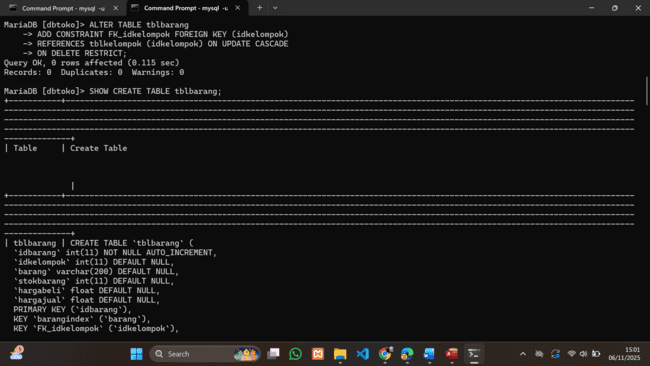 Command Prompt - mysql -u
Command Prompt - mysql -u
MariaDB [dbtoko]> ALTER TABLE tblbarang
-> ADD CONSTRAINT FK_idkelompok FOREIGN KEY (idkelompok)
-> REFERENCES tblkelompok (idkelompok) ON UPDATE CASCADE
-> ON DELETE RESTRICT;
Query OK, 0 rows affected (0.115 sec)
Records: 0  Duplicates: 0  Warnings: 0
MariaDB [dbtoko]> SHOW CREATE TABLE tblbarang;
| Table | Create Table
|
| tblbarang | CREATE TABLE `tblbarang` (
`idbarang` int(11) NOT NULL AUTO_INCREMENT,
`idkelompok` int(11) DEFAULT NULL,
`barang` varchar(200) DEFAULT NULL,
`stokbarang` int(11) DEFAULT NULL,
`hargabeli` float DEFAULT NULL,
`hargajual` float DEFAULT NULL,
PRIMARY KEY (`idbarang`),
KEY `barangindex` (`barang`),
KEY `FK_idkelompok` (`idkelompok`),
Search
15:01
06/11/2025